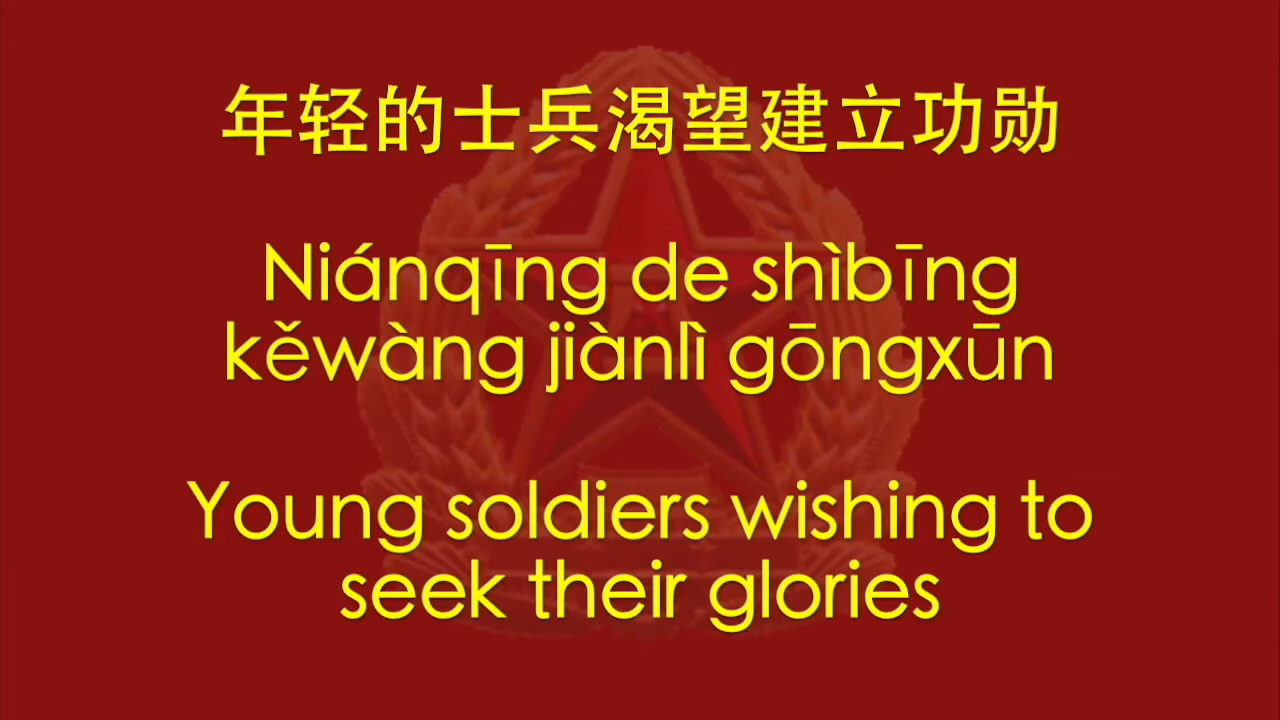 年轻的士兵渴望建立功勋
Niánqīng de shìbīng
kěwàng jiànlì gōngxūn
Young soldiers wishing to
seek their glories